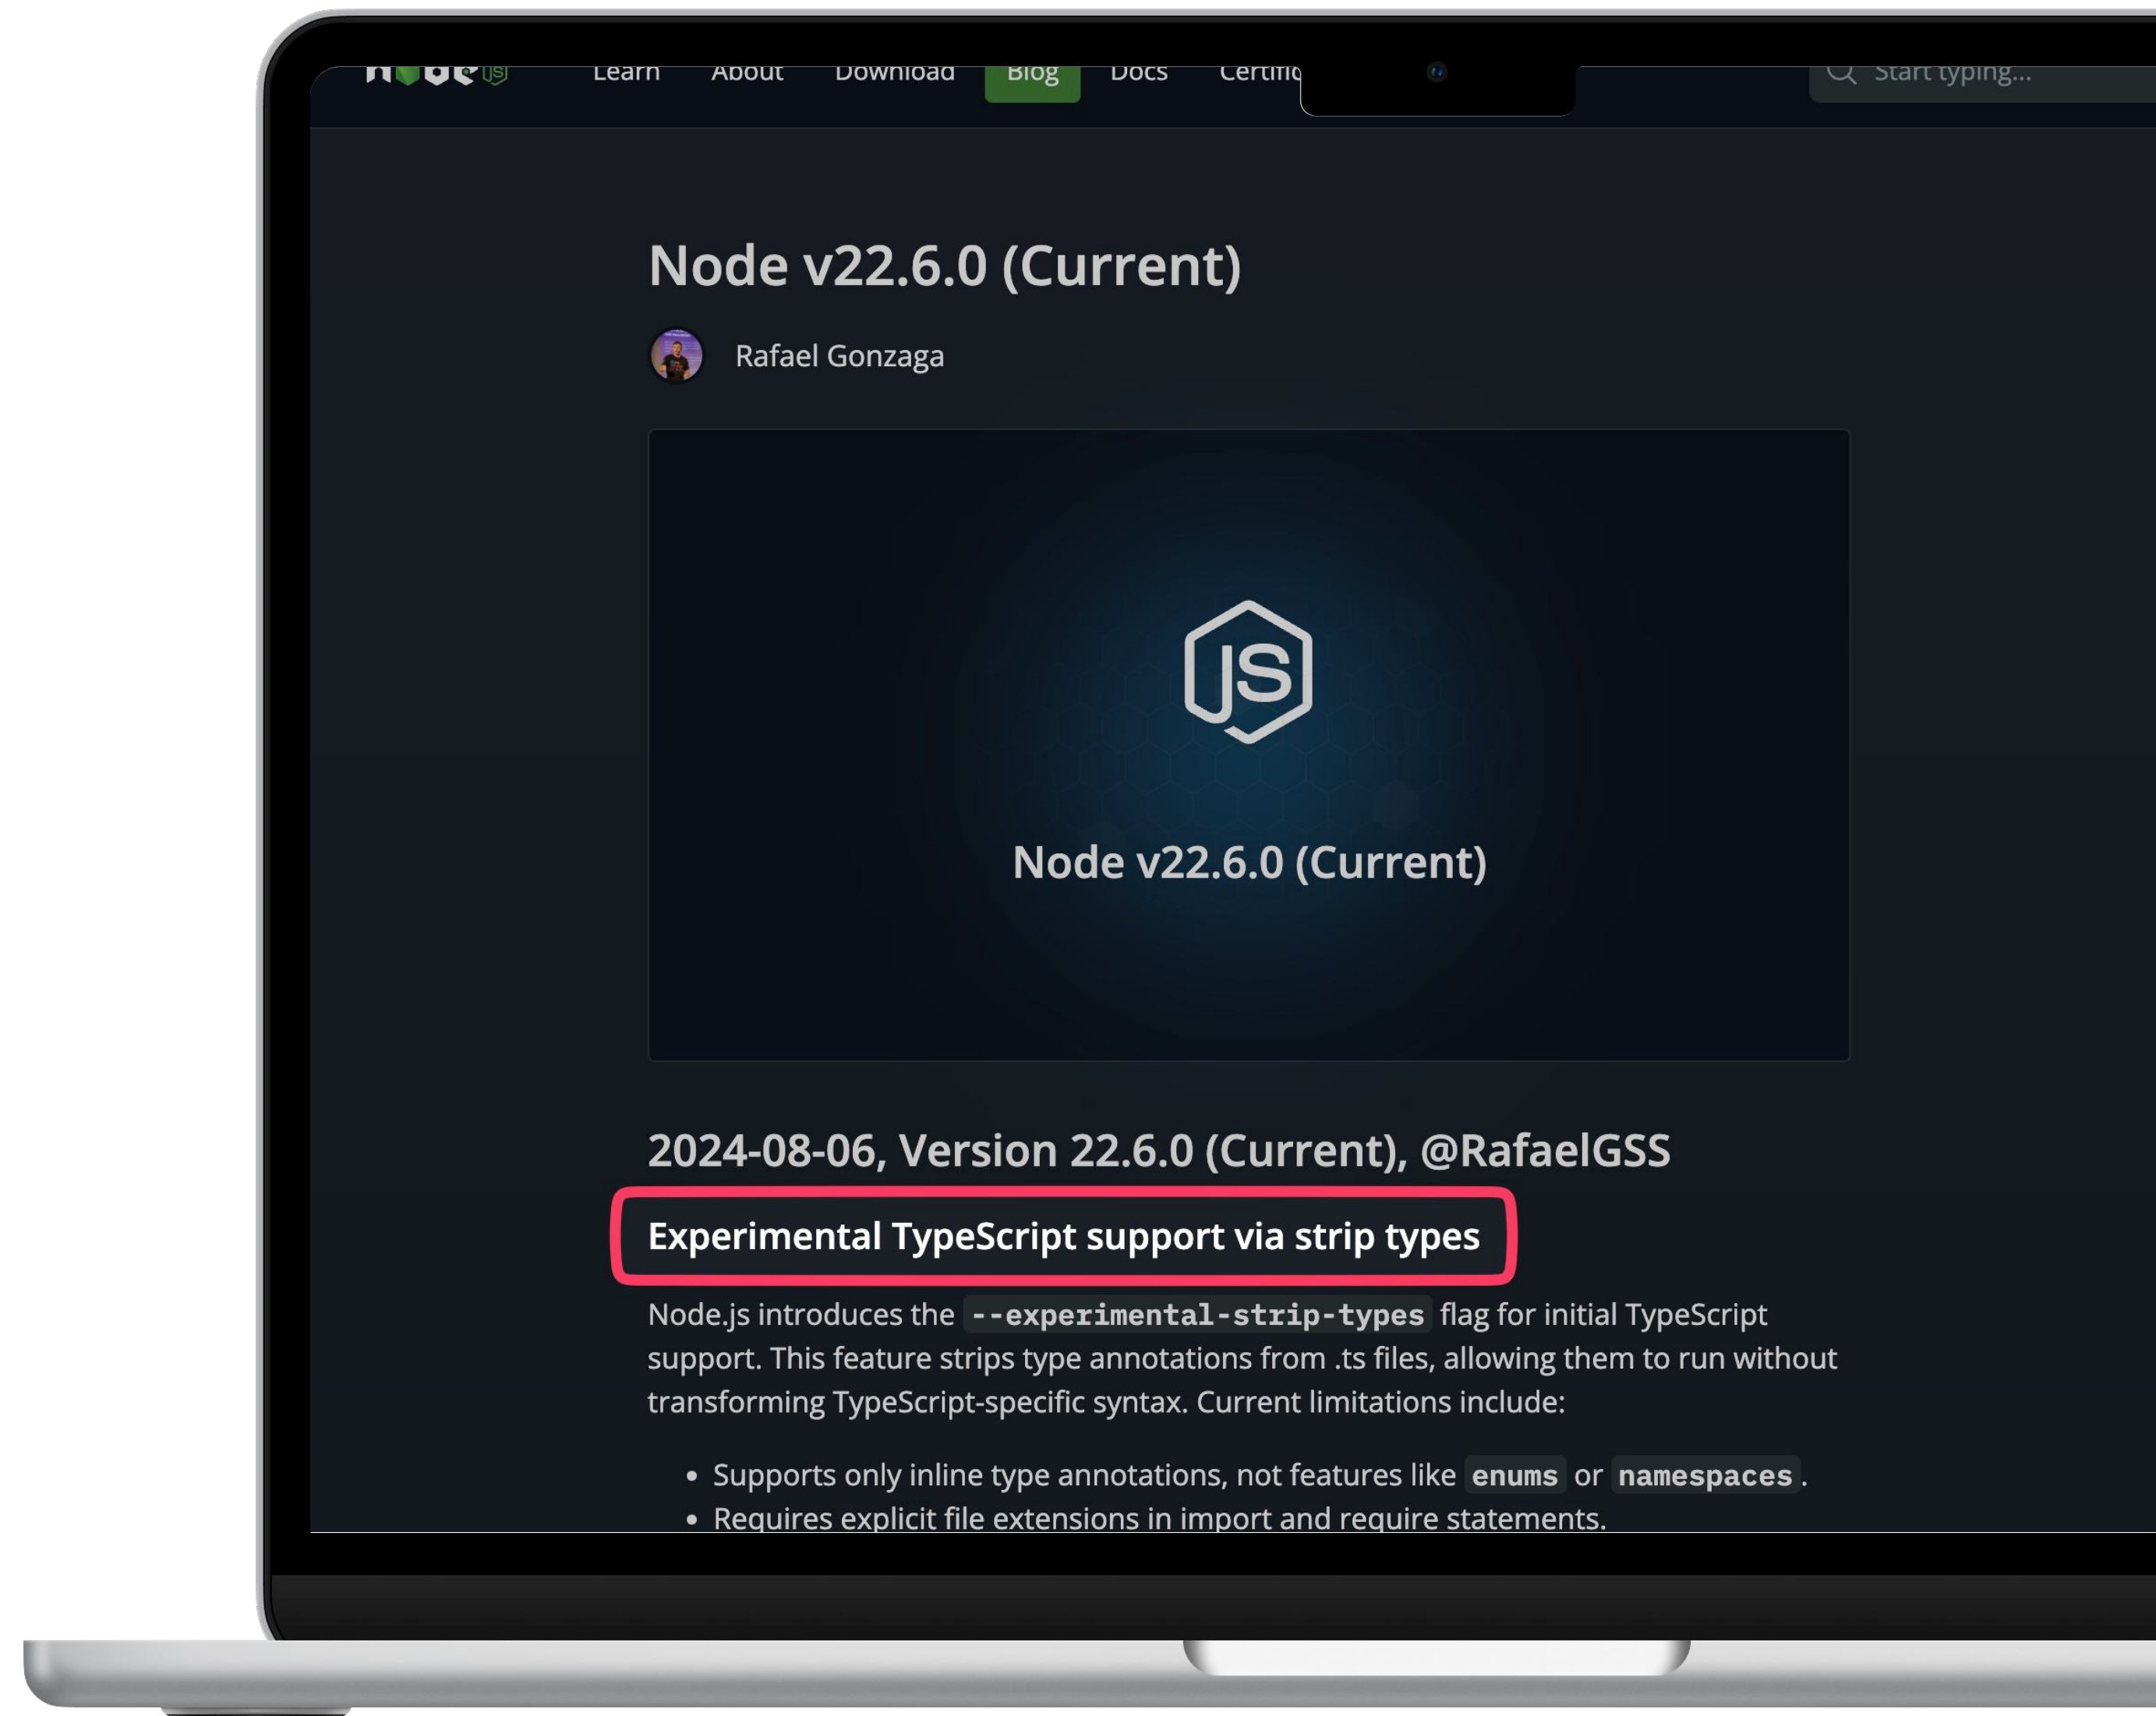 node JS Learn About Download Blog Docs Start typing...
Node v22.6.0 (Current)
Rafael Gonzaga
JS
Node v22.6.0 (Current)
2024-08-06, Version 22.6.0 (Current), @RafaelGSS
Experimental TypeScript support via strip types
Node.js introduces the --experimental-strip-types flag for initial TypeScript
support. This feature strips type annotations from .ts files, allowing them to run without
transforming TypeScript-specific syntax. Current limitations include:
• Supports only inline type annotations, not features like enums or namespaces.
• Requires explicit file extensions in import and require statements.